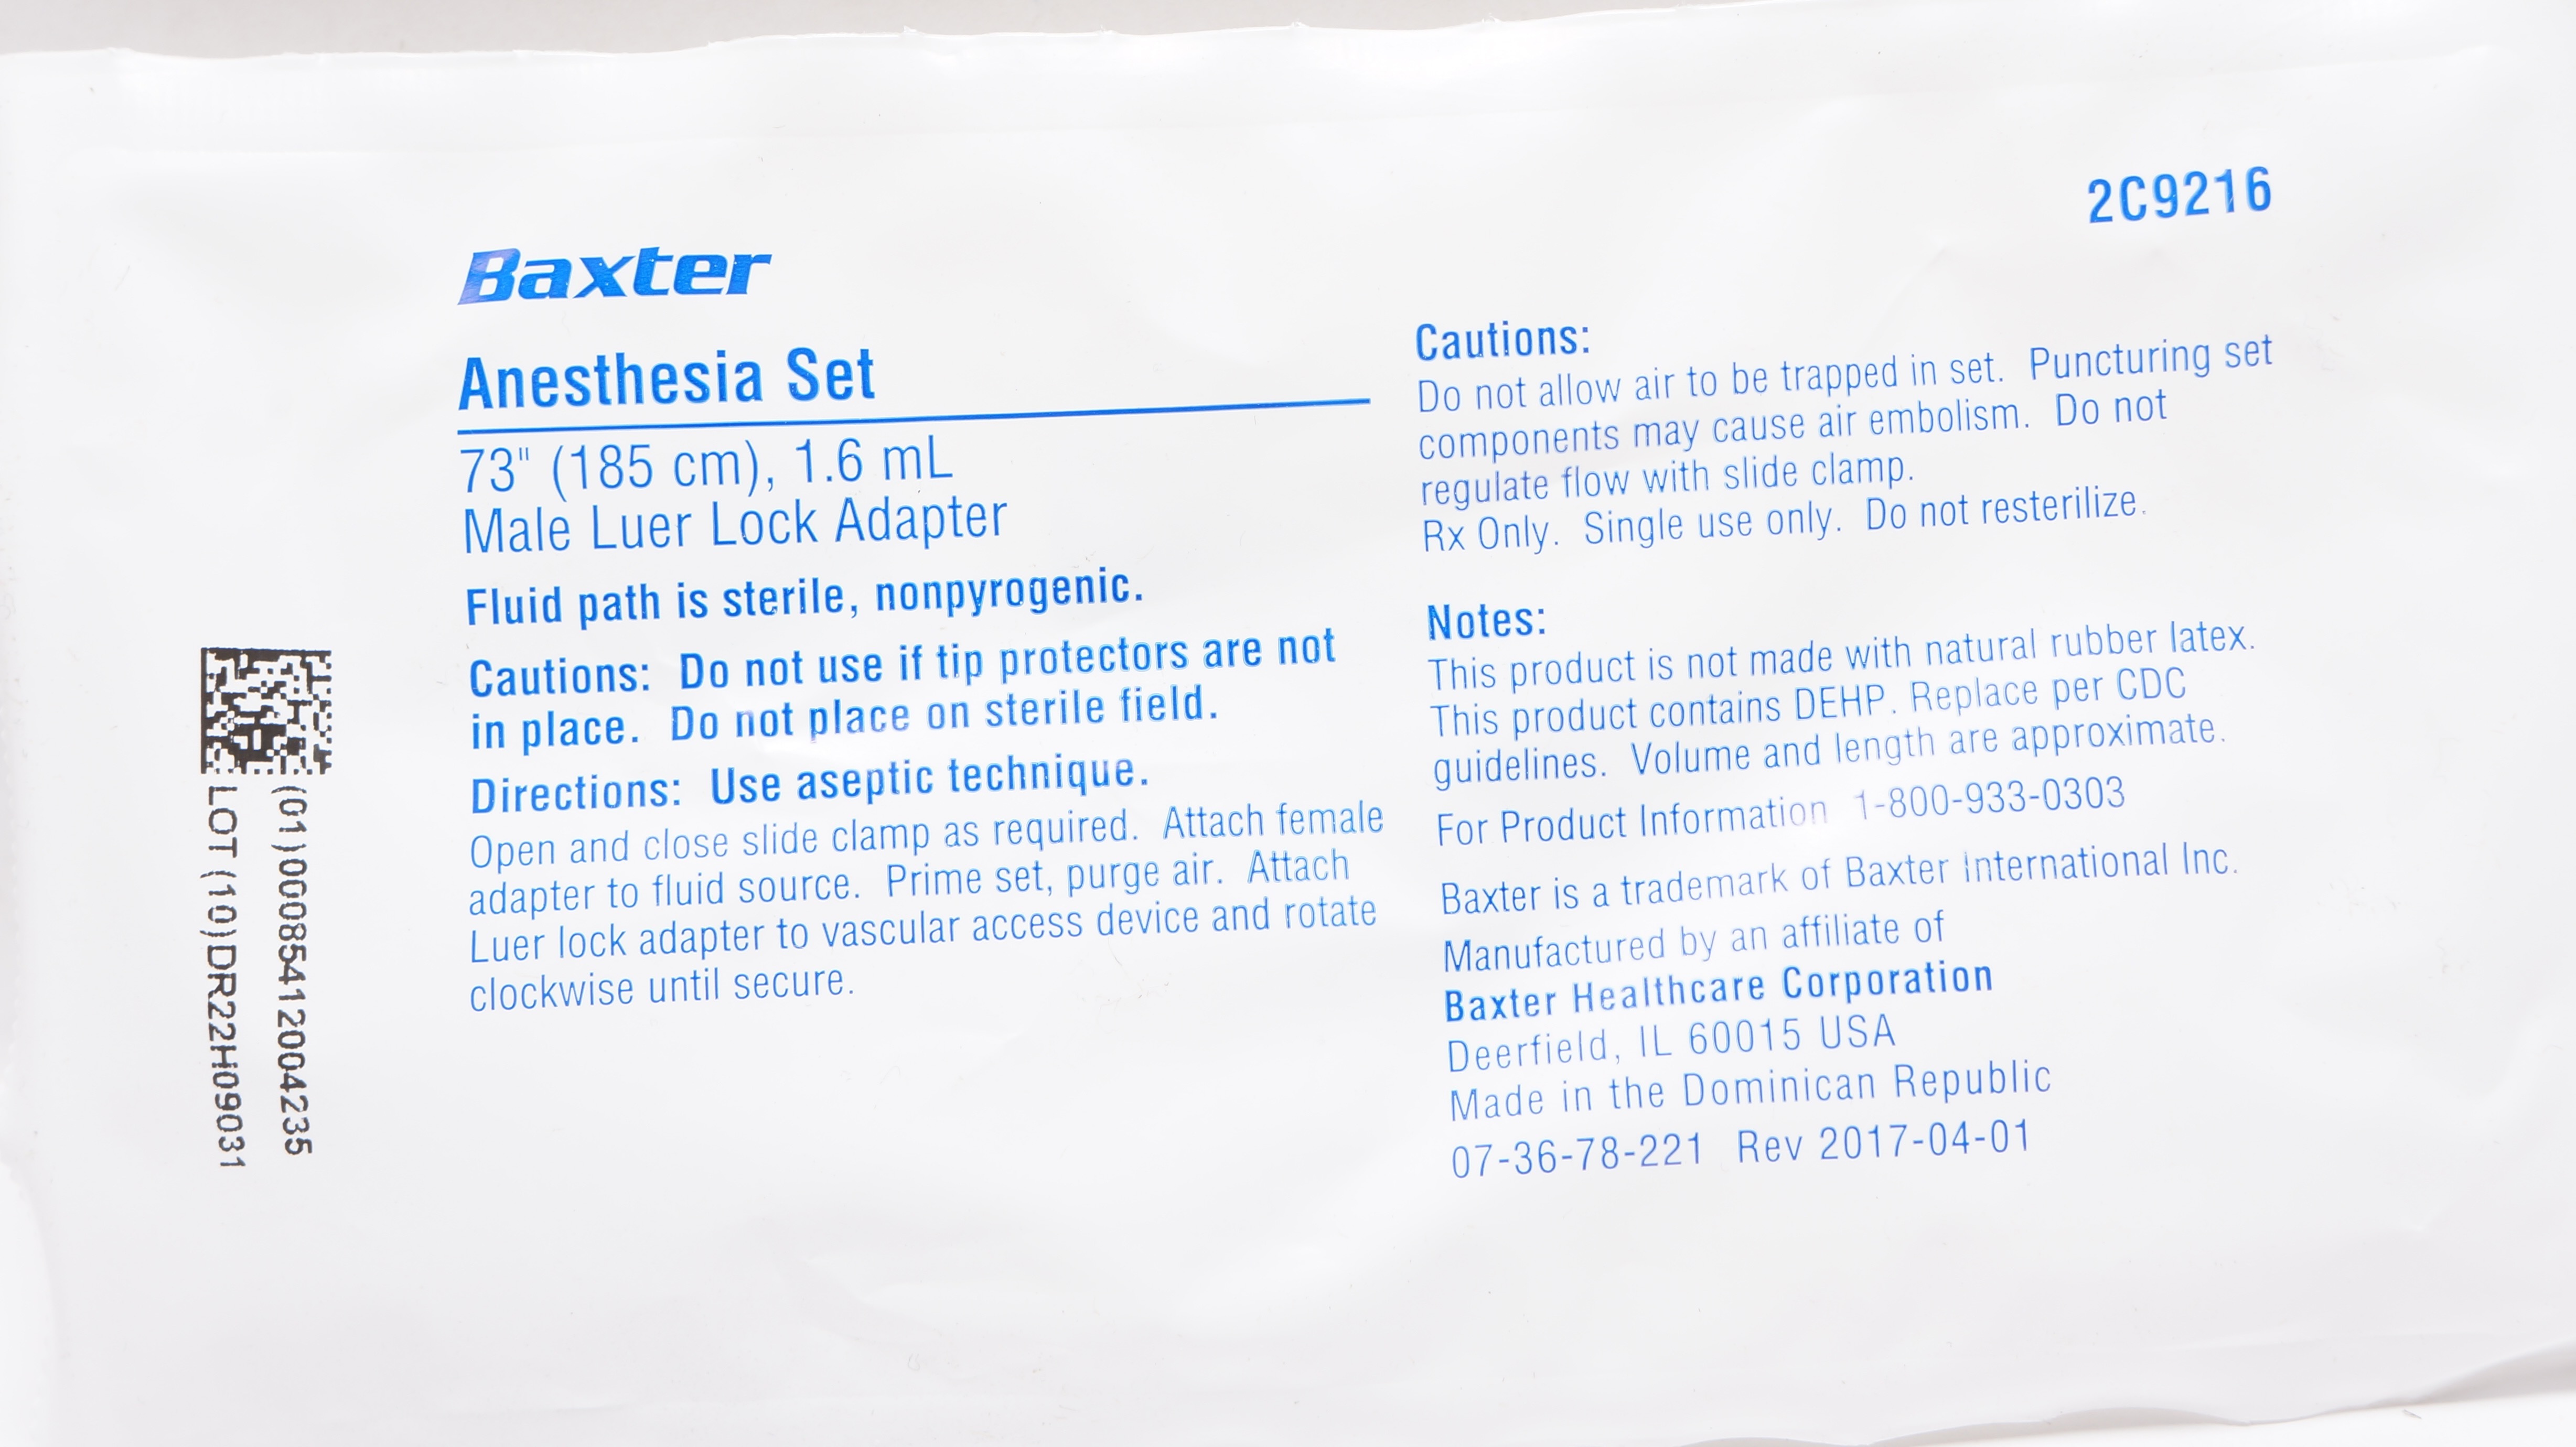 2C9216
Baxter
Anesthesia Set
73" (185 cm), 1.6 mL
Male Luer Lock Adapter
Fluid path is sterile, nonpyrogenic.
Cautions: Do not use if tip protectors are not
in place. Do not place on sterile field.
Directions: Use aseptic technique.
Open and close slide clamp as required. Attach female
adapter to fluid source. Prime set, purge air. Attach
Luer lock adapter to vascular access device and rotate
clockwise until secure.
Cautions:
Do not allow air to be trapped in set. Puncturing set
components may cause air embolism. Do not
regulate flow with slide clamp.
Rx Only. Single use only. Do not resterilize.
Notes:
This product is not made with natural rubber latex.
This product contains DEHP. Replace per CDC
guidelines. Volume and length are approximate.
For Product Information 1-800-933-0303
Baxter is a trademark of Baxter International Inc.
Manufactured by an affiliate of
Baxter Healthcare Corporation
Deerfield, IL 60015 USA
Made in the Dominican Republic
07-36-78-221 Rev 2017-04-01
(01)00085412004235
LOT (10)DR22H09031